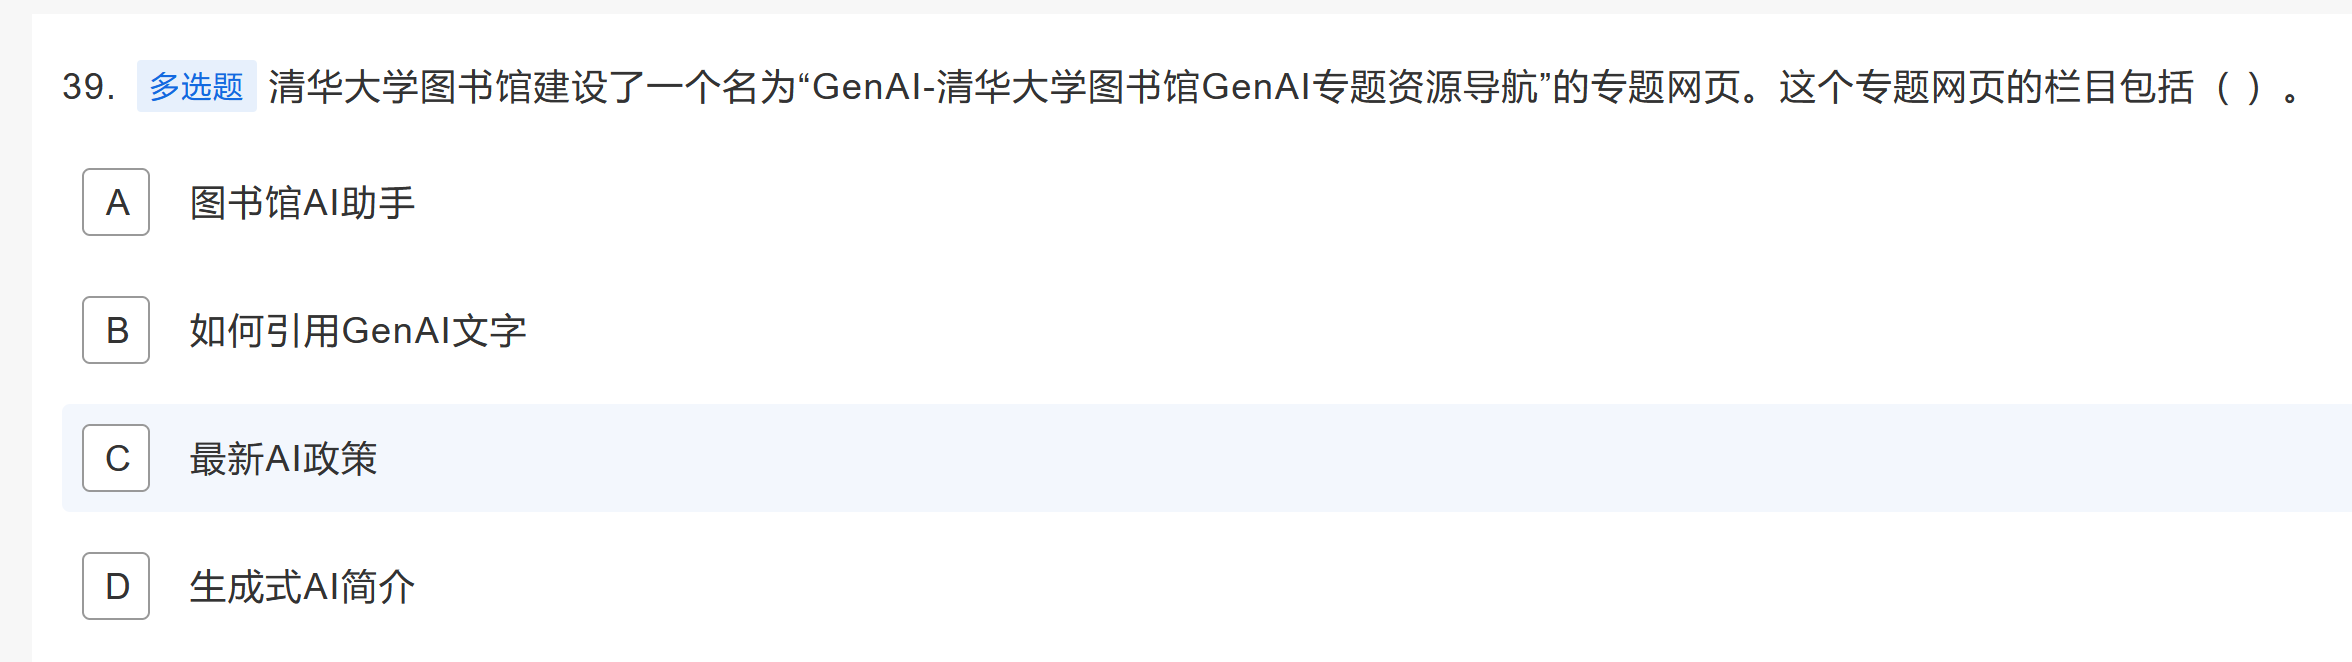 39. 多选题 清华大学图书馆建设了一个名为“GenAI-清华大学图书馆GenAI专题资源导航”的专题网页。这个专题网页的栏目包括（ ）。
A 图书馆AI助手
B 如何引用GenAI文字
C 最新AI政策
D 生成式AI简介